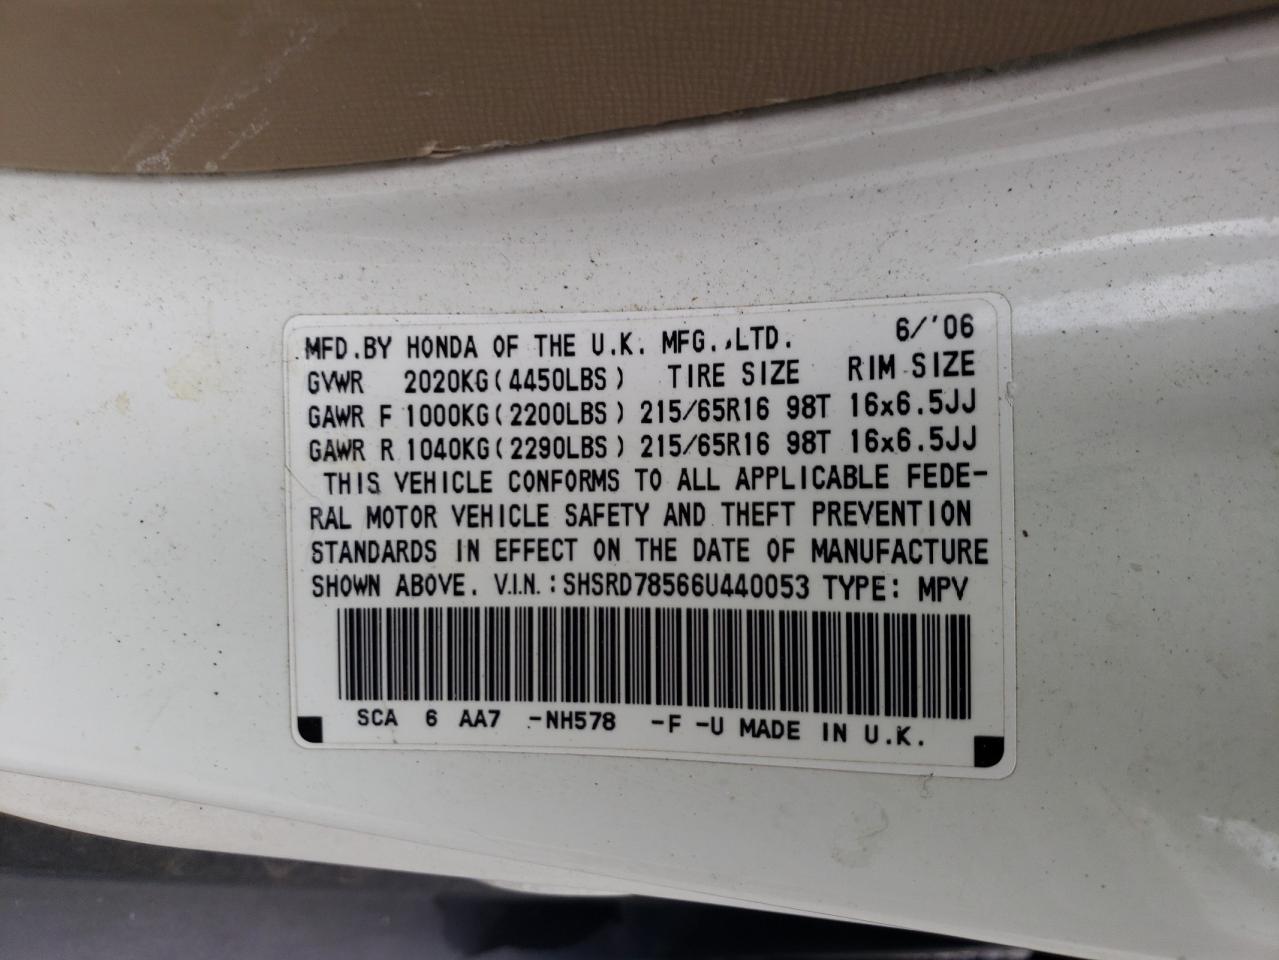 MFD.BY HONDA OF THE U.K. MFG.,LTD. 6/'06
GVWR 2020KG(4450LBS) TIRE SIZE RIM SIZE
GAWR F 1000KG(2200LBS) 215/65R16 98T 16x6.5JJ
GAWR R 1040KG(2290LBS) 215/65R16 98T 16x6.5JJ
THIS VEHICLE CONFORMS TO ALL APPLICABLE FEDE-
RAL MOTOR VEHICLE SAFETY AND THEFT PREVENTION
STANDARDS IN EFFECT ON THE DATE OF MANUFACTURE
SHOWN ABOVE. V.I.N.:SHSRD78566U440053 TYPE: MPV
SCA 6 AA7 -NH578 -F -U MADE IN U.K.